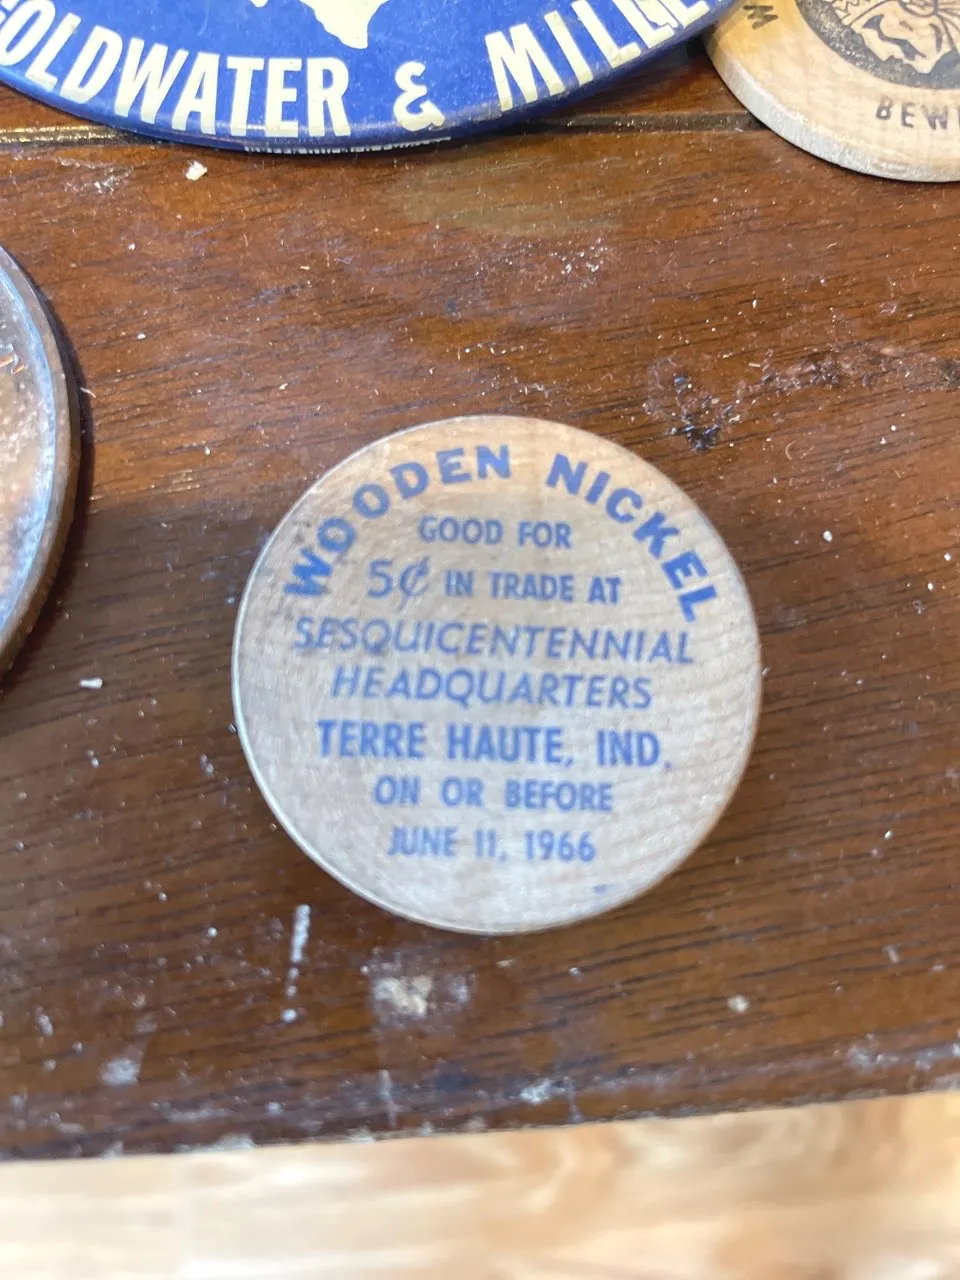 GOLDWATER & MILLER
WOODEN NICKEL
GOOD FOR
5¢ IN TRADE AT
SESQUICENTENNIAL
HEADQUARTERS
TERRE HAUTE, IND.
ON OR BEFORE
JUNE 11, 1966